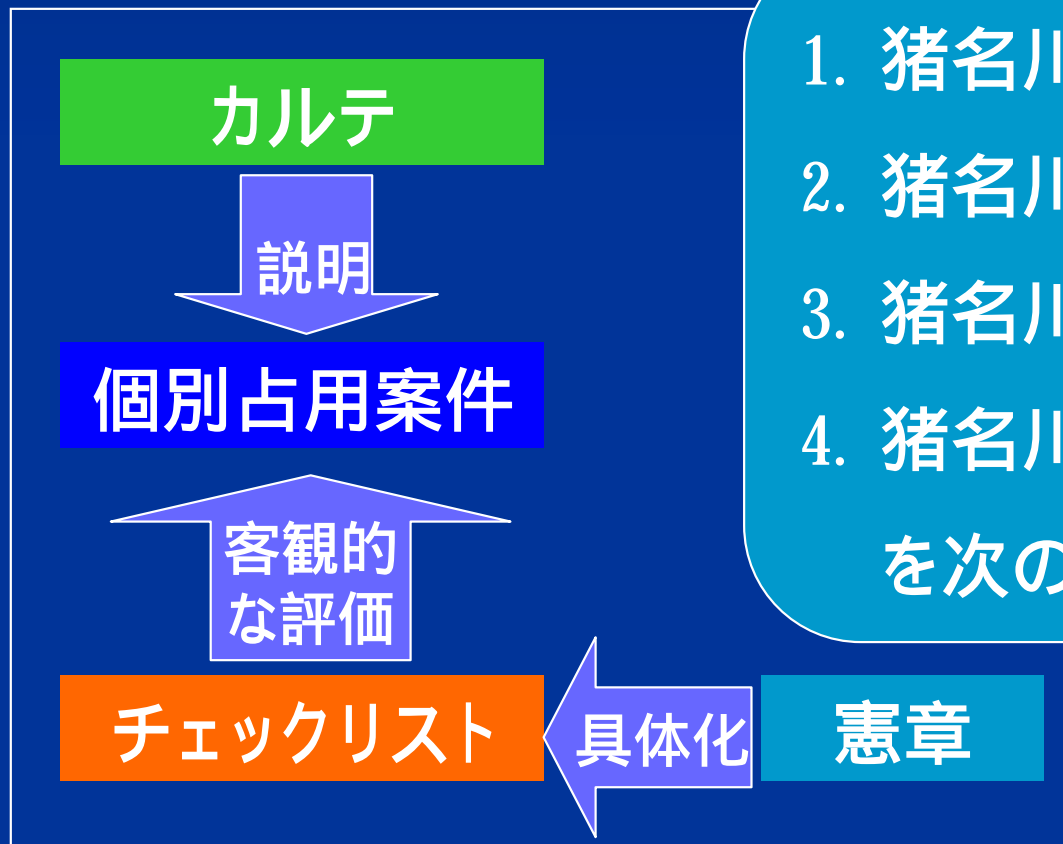 カルテ
説明
個別占用案件
客観的
な評価
チェックリスト
具体化
憲章
1. 猪名川
2. 猪名川
3. 猪名川
4. 猪名川
を次の